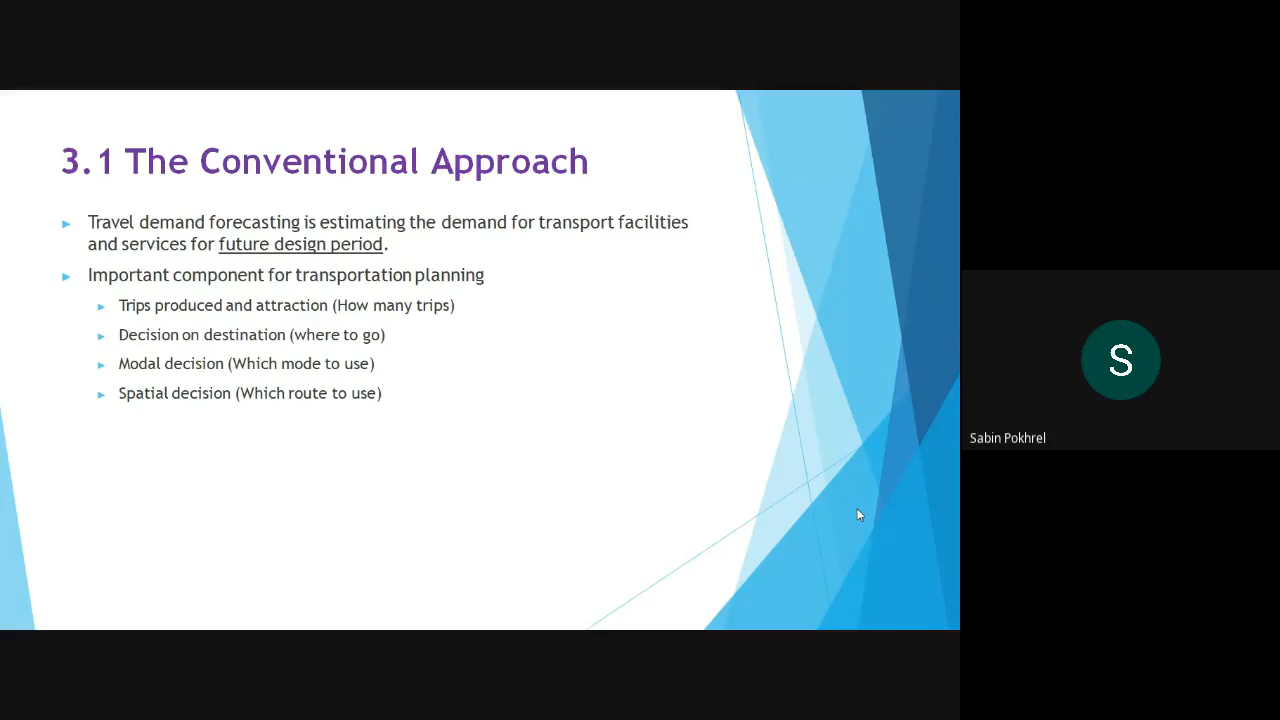 3.1 The Conventional Approach
Travel demand forecasting is estimating the demand for transport facilities
and services for future design period.
Important component for transportation planning
Trips produced and attraction (How many trips)
Decision on destination (where to go)
Modal decision (Which mode to use)
Spatial decision (Which route to use)
S
Sabin Pokhrel